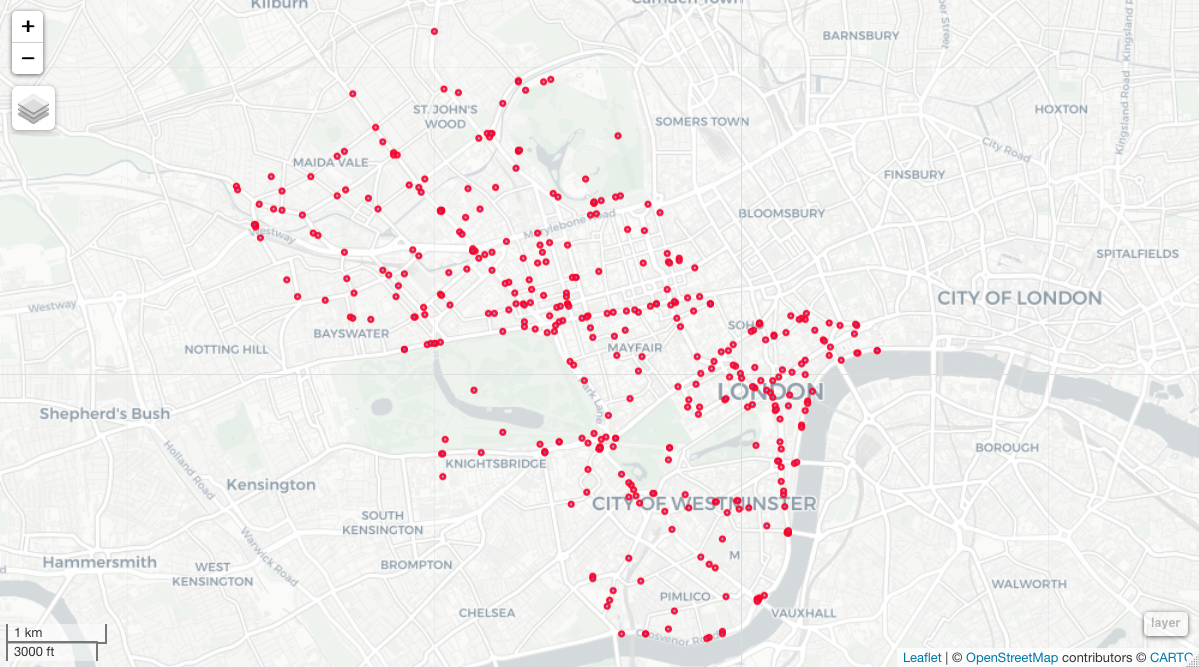 Kilburn
+
−
BARNSBURY
ST. JOHN'S
WOOD
HOXTON
Kingsland Road
SOMERS TOWN
City Road
MAIDA VALE
FINSBURY
Marylebone Road
BLOOMSBURY
Westway
SPITALFIELDS
Westway
CITY OF LONDON
BAYSWATER
SOHO
NOTTING HILL
MAYFAIR
Park Lane
LONDON
Shepherd's Bush
Holland Road
KNIGHTSBRIDGE
BOROUGH
Kensington
CITY OF WESTMINSTER
SOUTH
KENSINGTON
Warwick Road
Hammersmith
WEST
KENSINGTON
BROMPTON
M
WALWORTH
CHELSEA
PIMLICO
VAUXHALL
Grosvenor Road
layer
1 km
3000 ft
Leaflet | © OpenStreetMap contributors © CARTO